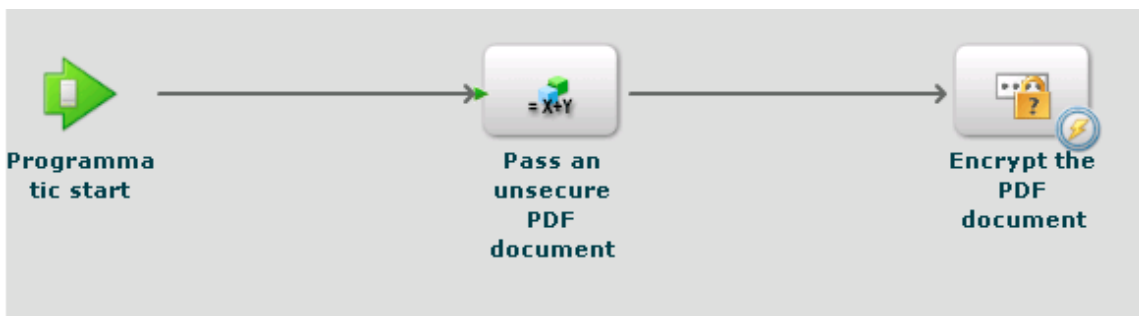 = X+Y
?
Programma
tic start
Pass an
unsecure
PDF
document
Encrypt the
PDF
document